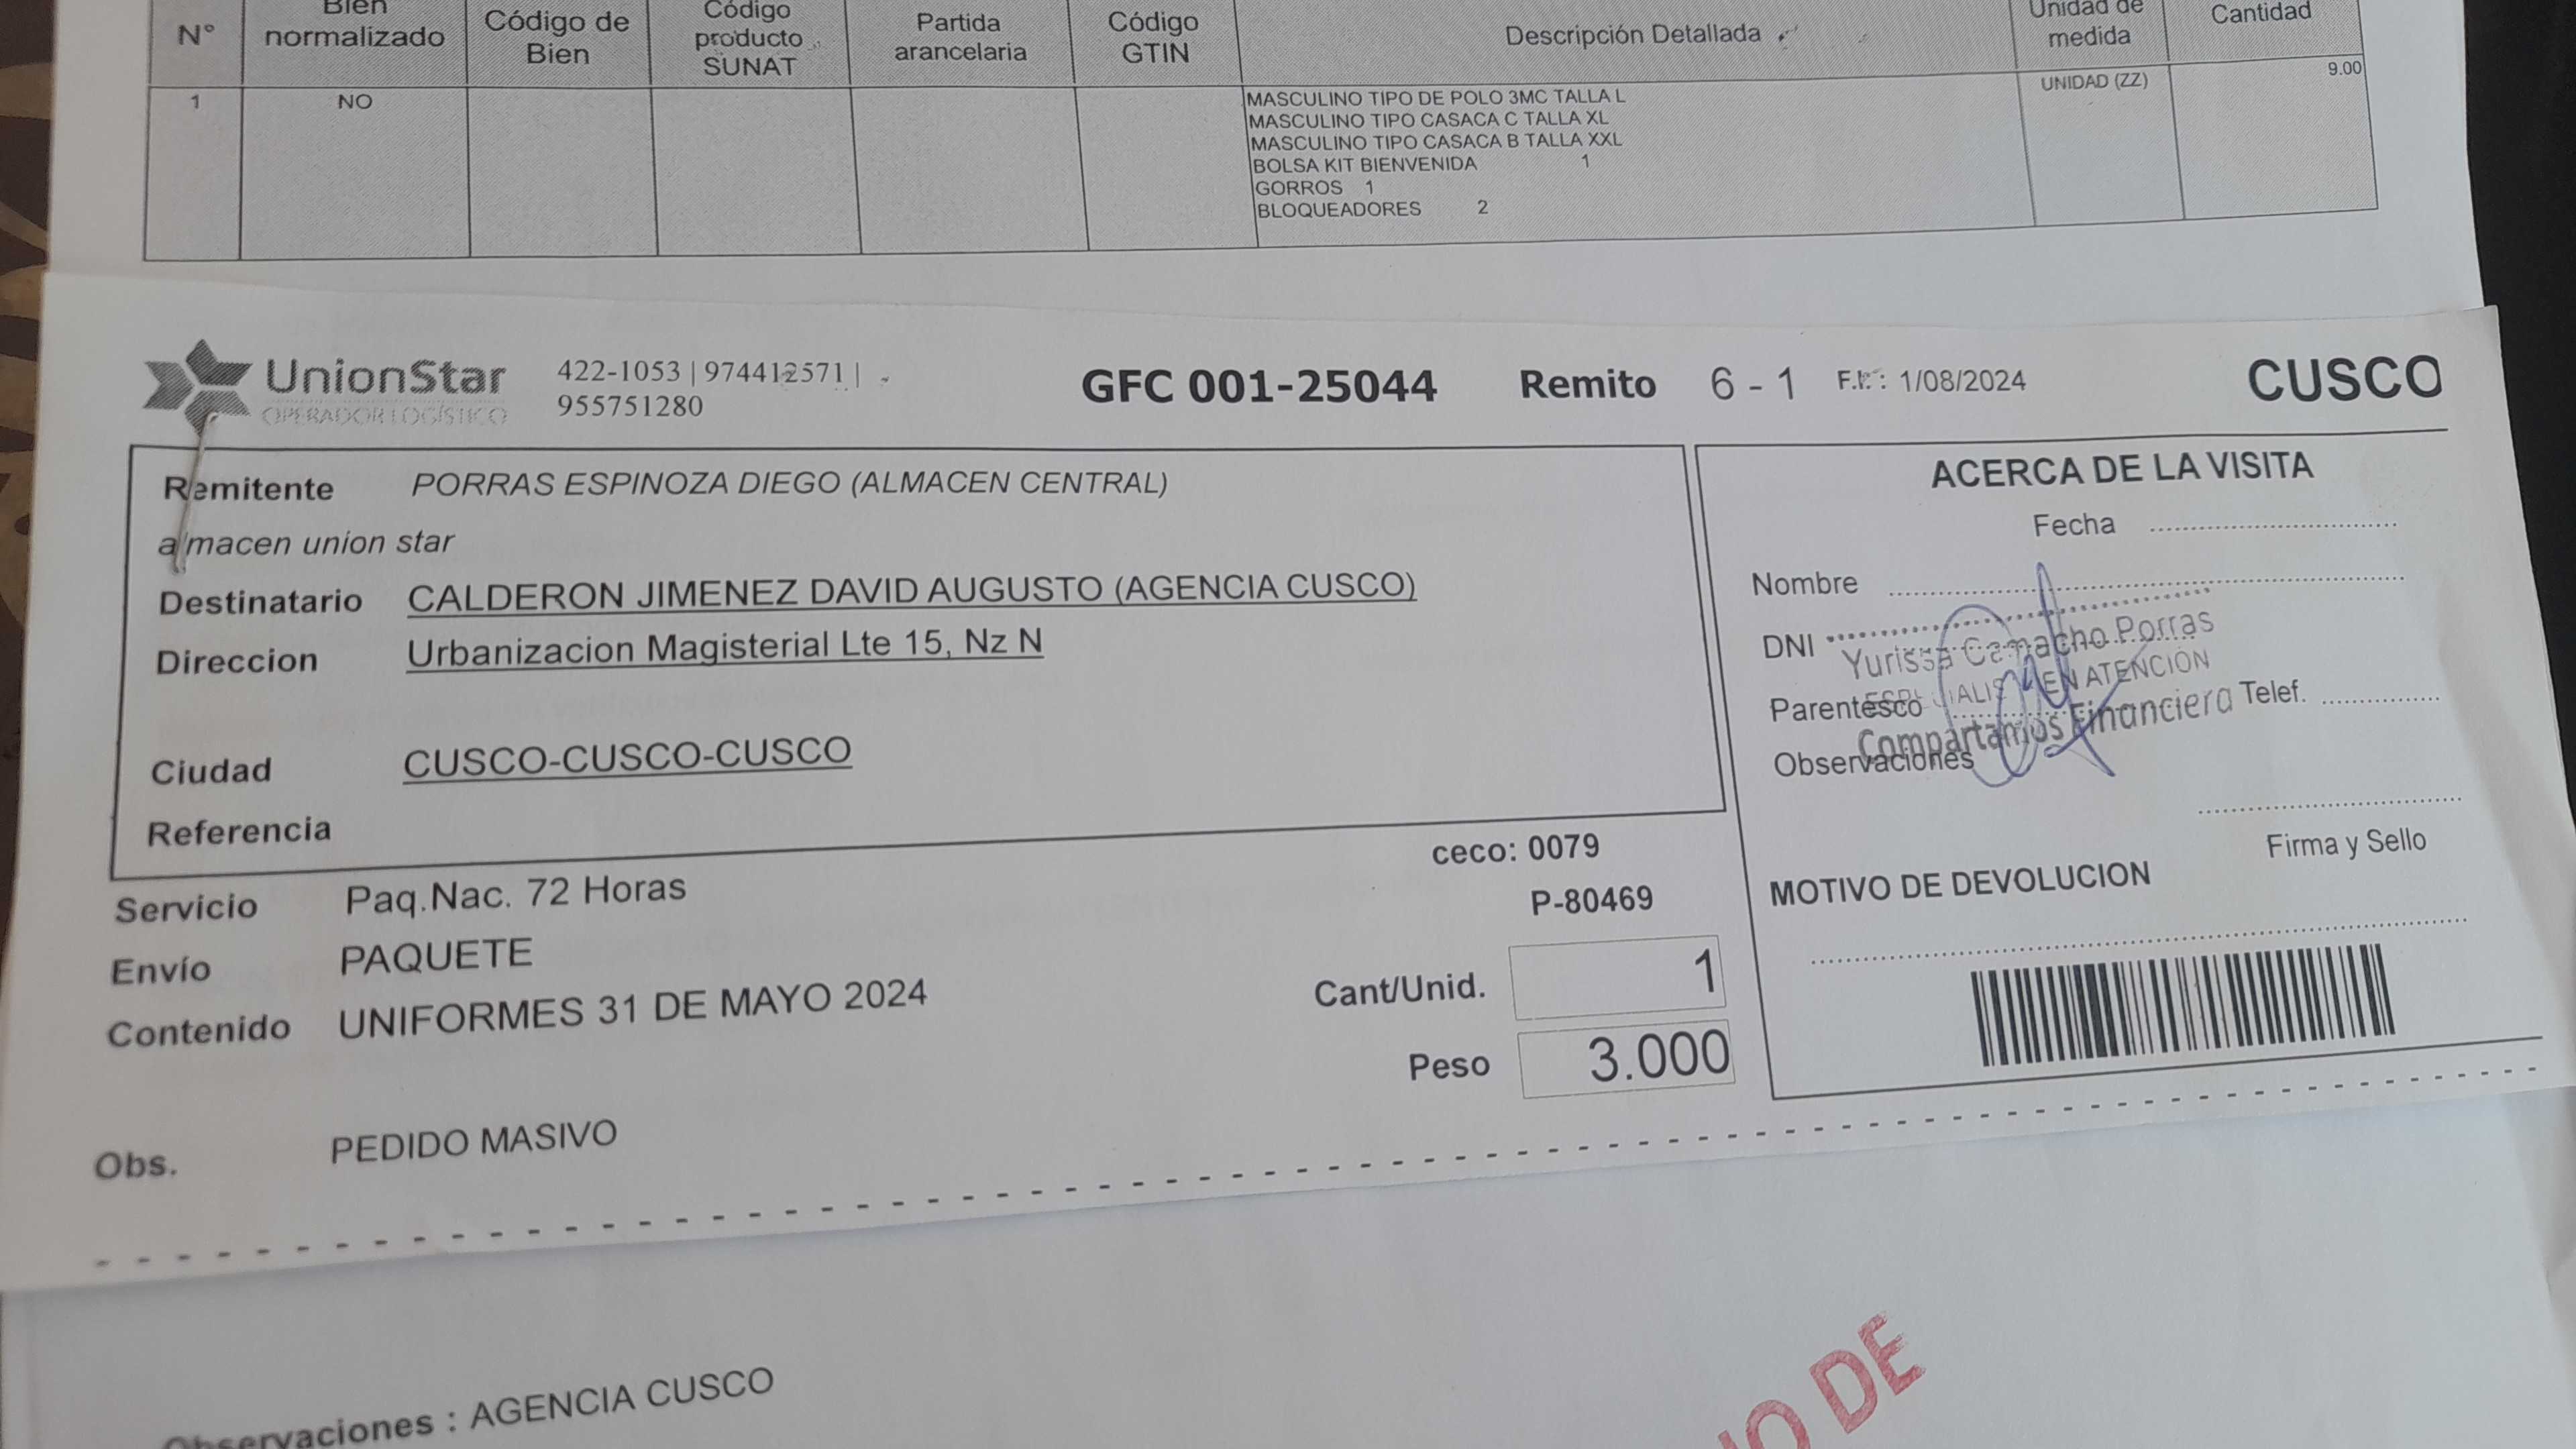 N° Bien normalizado Código de Bien Código producto SUNAT Partida arancelaria Código GTIN Descripción Detallada Unidad de medida Cantidad
1 NO MASCULINO TIPO DE POLO 3MC TALLA L UNIDAD (ZZ) 9.00
MASCULINO TIPO CASACA C TALLA XL
MASCULINO TIPO CASACA B TALLA XXL
BOLSA KIT BIENVENIDA 1
GORROS 1
BLOQUEADORES 2
UnionStar
OPERADOR LOGÍSTICO
422-1053 | 974412571 |
955751280
GFC 001-25044 Remito 6 - 1 1/08/2024 CUSCO
Remitente PORRAS ESPINOZA DIEGO (ALMACEN CENTRAL)
almacen union star
Destinatario CALDERON JIMENEZ DAVID AUGUSTO (AGENCIA CUSCO)
Direccion Urbanizacion Magisterial Lte 15, Nz N
Ciudad CUSCO-CUSCO-CUSCO
Referencia
ACERCA DE LA VISITA
Fecha
Nombre
DNI
Parentesco Telef.
Observaciones
Yurissa Camacho Porras
ESPECIALISTA EN ATENCIÓN
Compartamos Financiera
Firma y Sello
MOTIVO DE DEVOLUCION
ceco: 0079
P-80469
Servicio Paq.Nac. 72 Horas
Envío PAQUETE
Contenido UNIFORMES 31 DE MAYO 2024
Cant/Unid. 1
Peso 3.000
Obs. PEDIDO MASIVO
Observaciones : AGENCIA CUSCO
DE